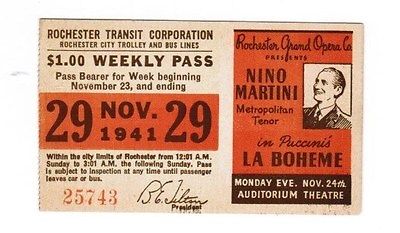 ROCHESTER TRANSIT CORPORATION
ROCHESTER CITY TROLLEY AND BUS LINES
$1.00 WEEKLY PASS
Pass Bearer for Week beginning
November 23, and ending
29 NOV. 1941 29
Within the city limits of Rochester from 12:01 A.M.
Sunday to 3:01 A.M. the following Sunday. Pass
is subject to inspection at any time until passenger
leaves car or bus.
25743
B.E. Tilton
President
Rochester Grand Opera Co.
PRESENTS
NINO
MARTINI
Metropolitan
Tenor
in Puccini's
LA BOHEME
MONDAY EVE. NOV. 24th.
AUDITORIUM THEATRE